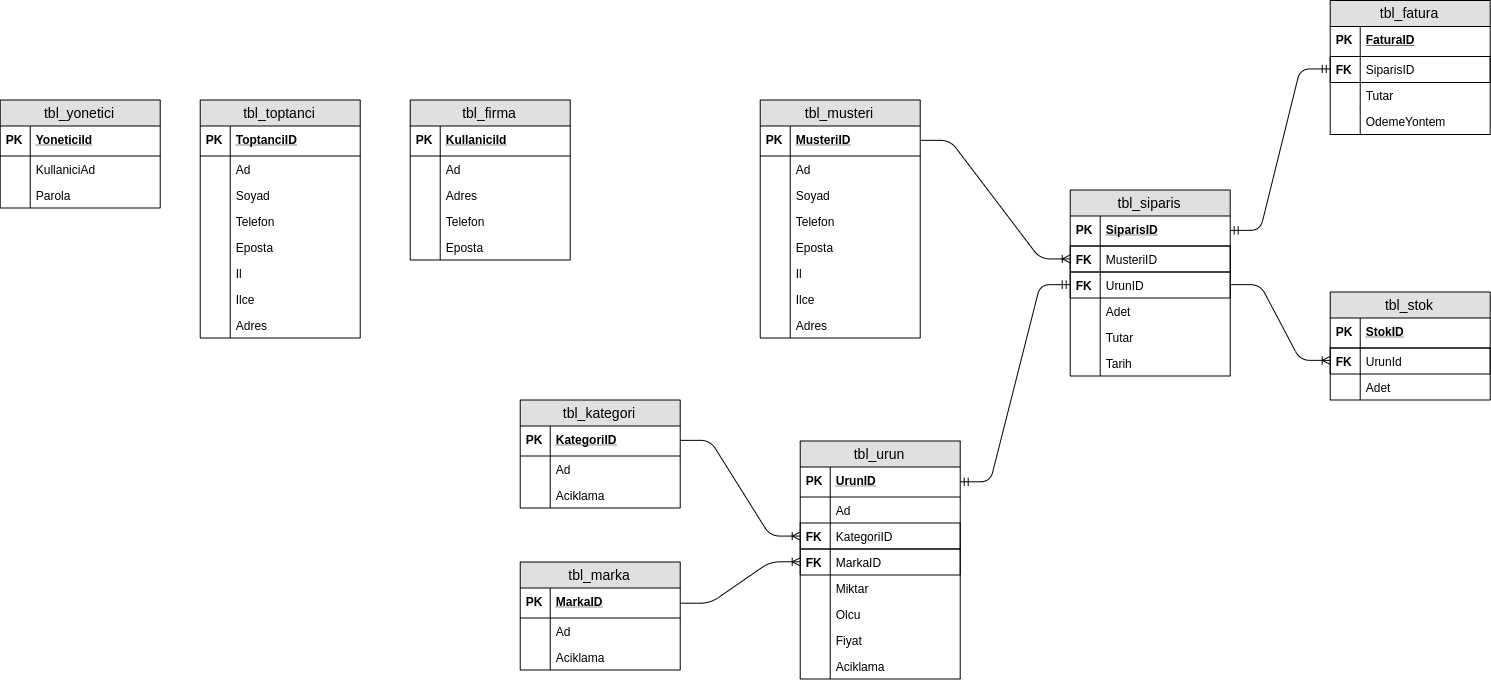 tbl_yonetici
PK YoneticiId
KullaniciAd
Parola
tbl_toptanci
PK ToptanciID
Ad
Soyad
Telefon
Eposta
Il
Ilce
Adres
tbl_firma
PK KullaniciId
Ad
Adres
Telefon
Eposta
tbl_musteri
PK MusteriID
Ad
Soyad
Telefon
Eposta
Il
Ilce
Adres
tbl_fatura
PK FaturaID
FK SiparisID
Tutar
OdemeYontem
tbl_siparis
PK SiparisID
FK MusteriID
FK UrunID
Adet
Tutar
Tarih
tbl_stok
PK StokID
FK UrunId
Adet
tbl_kategori
PK KategoriID
Ad
Aciklama
tbl_marka
PK MarkaID
Ad
Aciklama
tbl_urun
PK UrunID
Ad
FK KategoriID
FK MarkaID
Miktar
Olcu
Fiyat
Aciklama